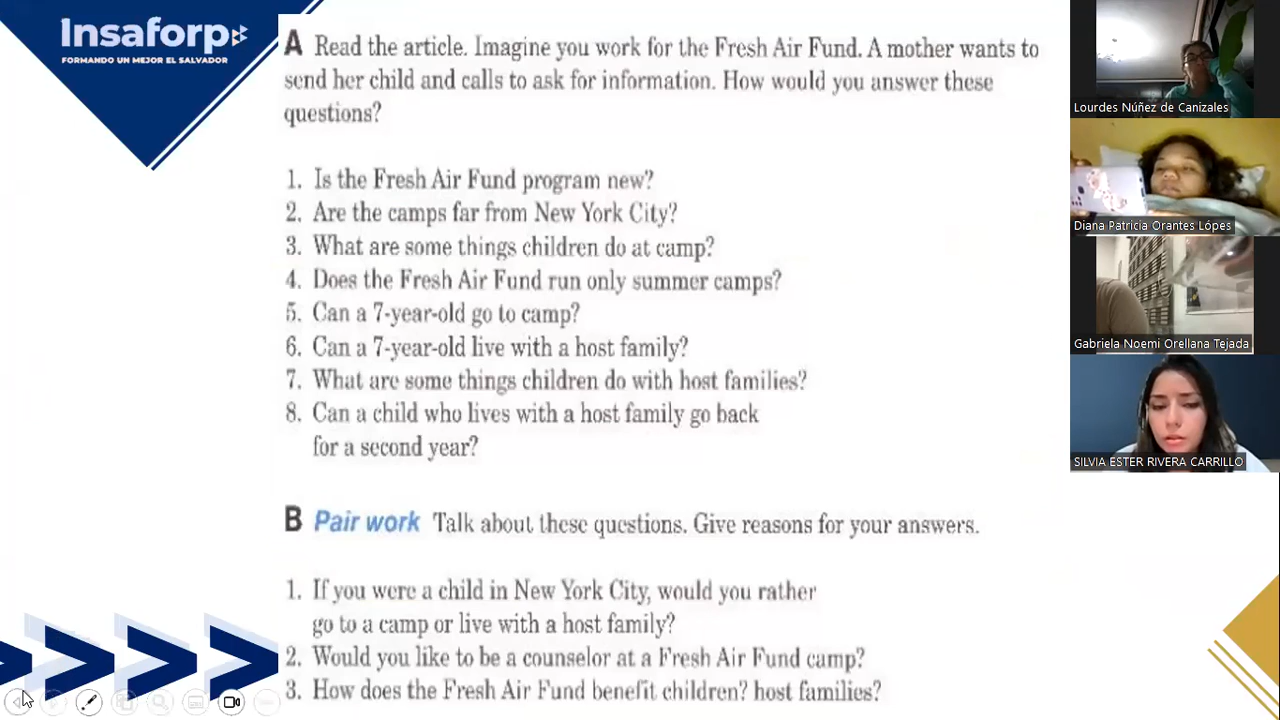 Insaforp
FORMANDO UN MEJOR EL SALVADOR
A Read the article. Imagine you work for the Fresh Air Fund. A mother wants to
send her child and calls to ask for information. How would you answer these
questions?
1. Is the Fresh Air Fund program new?
2. Are the camps far from New York City?
3. What are some things children do at camp?
4. Does the Fresh Air Fund run only summer camps?
5. Can a 7-year-old go to camp?
6. Can a 7-year-old live with a host family?
7. What are some things children do with host families?
8. Can a child who lives with a host family go back
for a second year?
B Pair work Talk about these questions. Give reasons for your answers.
1. If you were a child in New York City, would you rather
go to a camp or live with a host family?
2. Would you like to be a counselor at a Fresh Air Fund camp?
3. How does the Fresh Air Fund benefit children? host families?
Lourdes Núñez de Canizales
Diana Patricia Orantes Lópes
Gabriela Noemi Orellana Tejada
SILVIA ESTER RIVERA CARRILLO